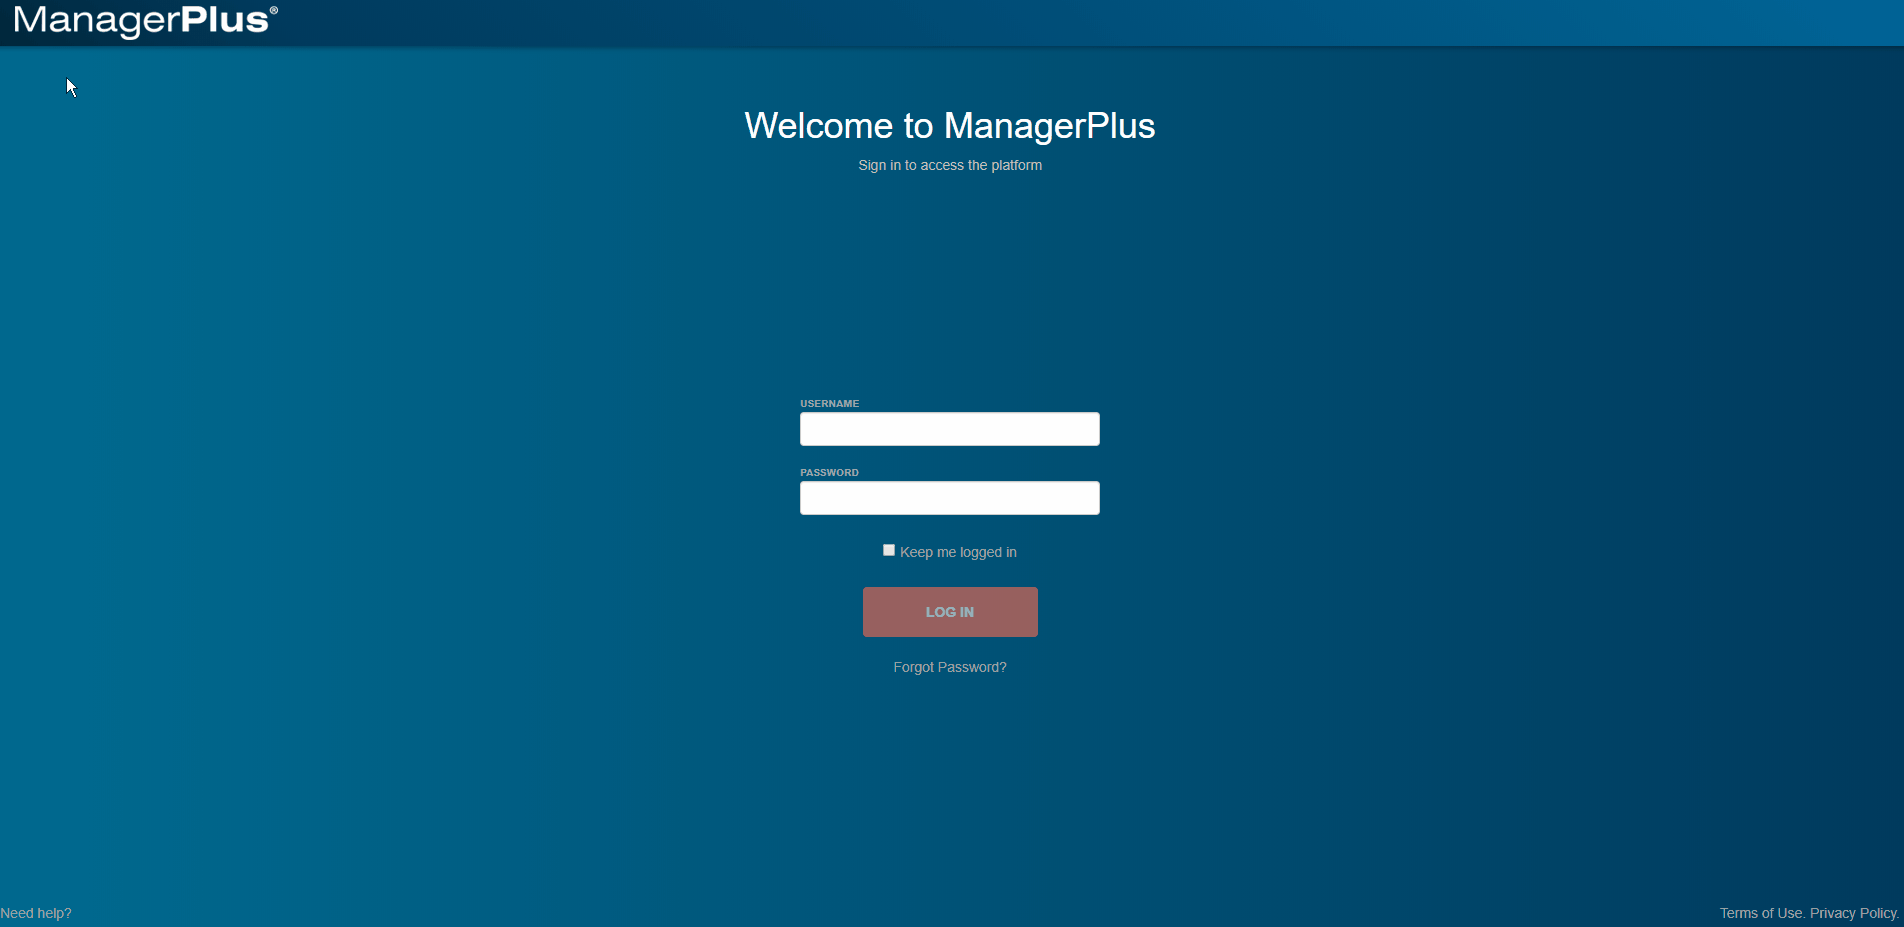 ManagerPlus®
Welcome to ManagerPlus
Sign in to access the platform
USERNAME
PASSWORD
Keep me logged in
LOG IN
Forgot Password?
Need help?
Terms of Use. Privacy Policy.